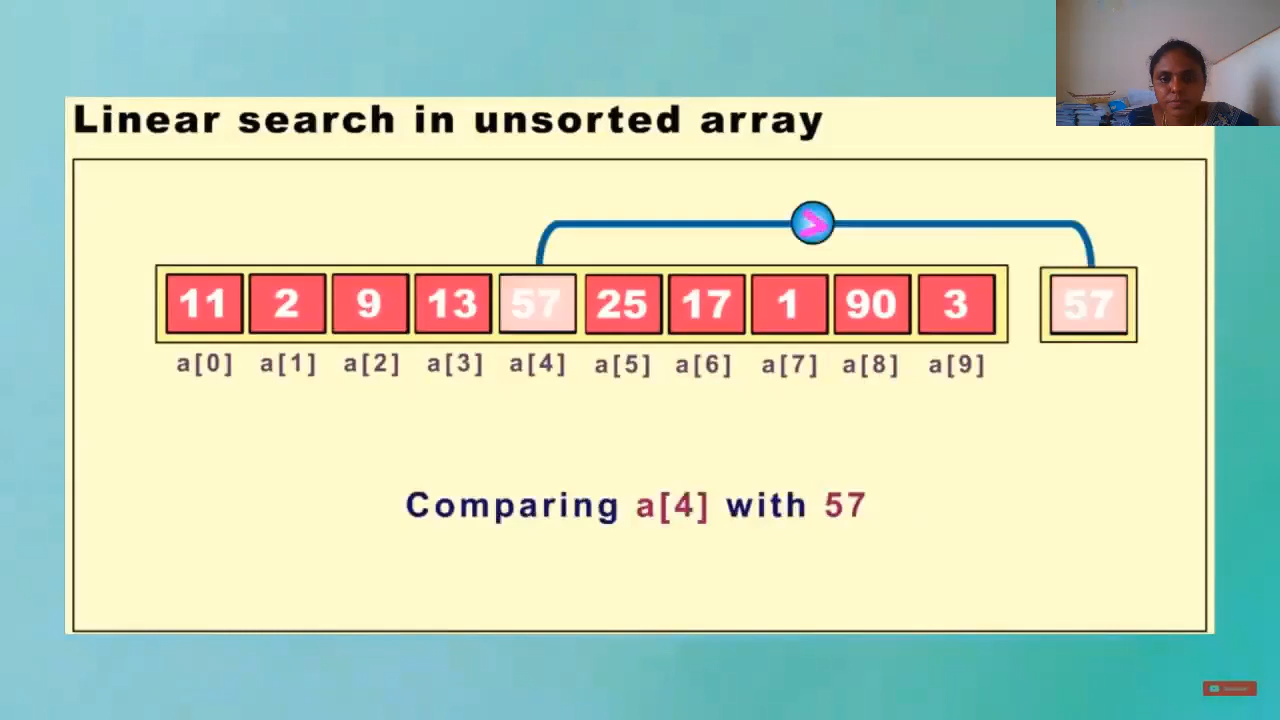 Linear search in unsorted array
>
11 2 9 13 57 25 17 1 90 3 57
a[0] a[1] a[2] a[3] a[4] a[5] a[6] a[7] a[8] a[9]
Comparing a[4] with 57